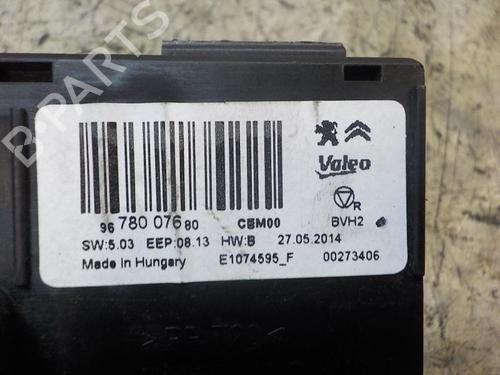 B-PARTS
Valeo
R
96 780 076 80 CBM00 BVH2
SW:5.03 EEP:08.13 HW:B 27.05.2014
Made in Hungary E1074595_F 00273406